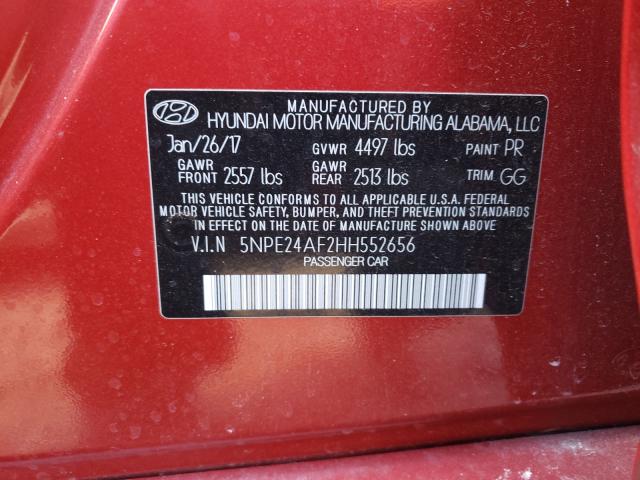 MANUFACTURED BY
HYUNDAI MOTOR MANUFACTURING ALABAMA, LLC
Jan/26/17 GVWR 4497 lbs PAINT PR
GAWR FRONT 2557 lbs GAWR REAR 2513 lbs TRIM GG
THIS VEHICLE CONFORMS TO ALL APPLICABLE U.S.A. FEDERAL
MOTOR VEHICLE SAFETY, BUMPER, AND THEFT PREVENTION STANDARDS
IN EFFECT ON THE DATE OF MANUFACTURE SHOWN ABOVE.
V.I.N 5NPE24AF2HH552656
PASSENGER CAR